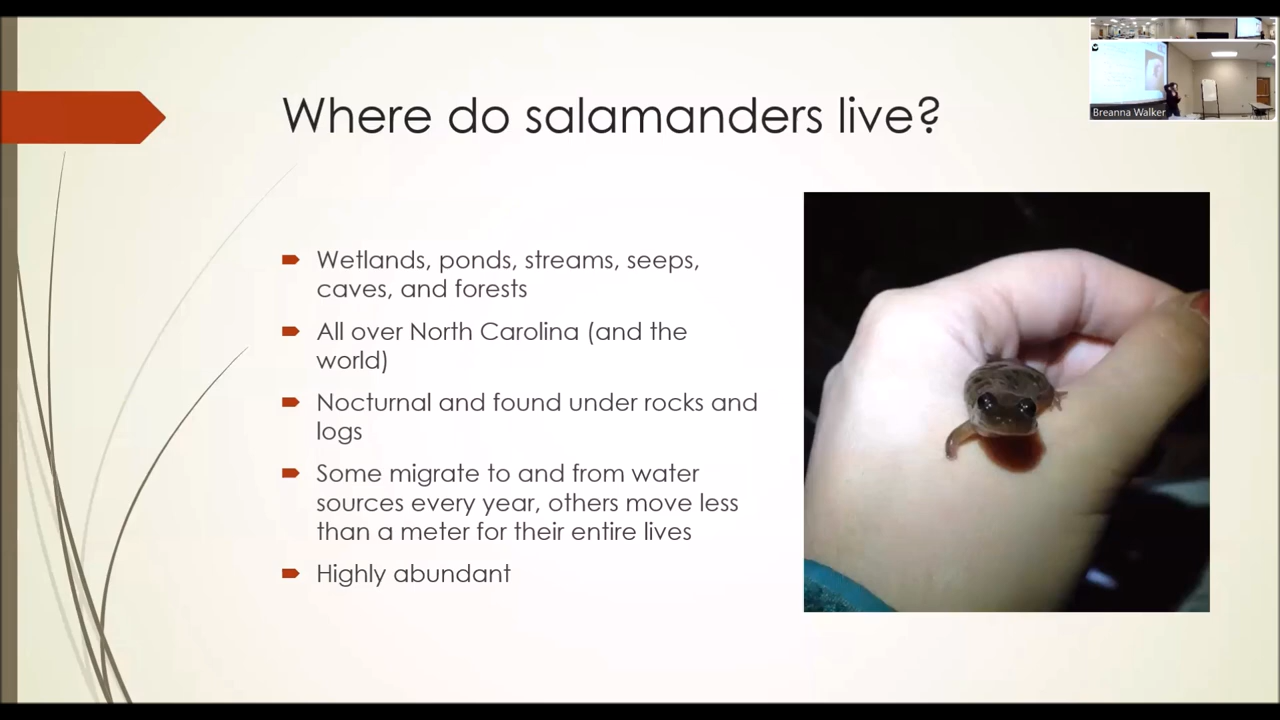 Where do salamanders live?
Wetlands, ponds, streams, seeps,
caves, and forests
All over North Carolina (and the
world)
Nocturnal and found under rocks and
logs
Some migrate to and from water
sources every year, others move less
than a meter for their entire lives
Highly abundant
Breanna Walker